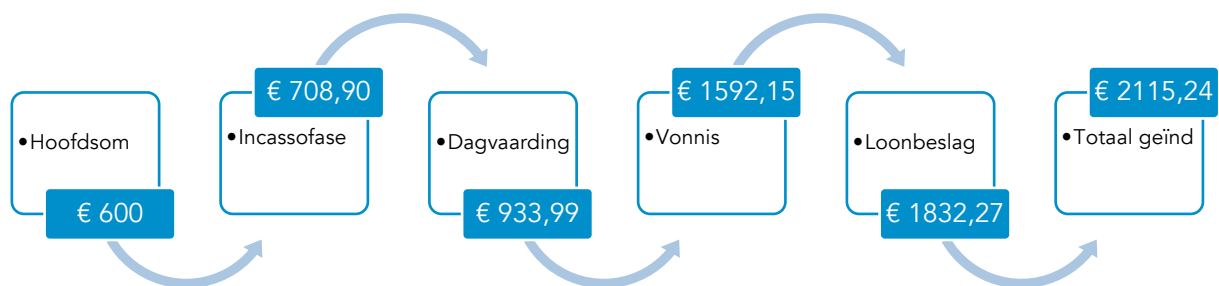 •Hoofdsom
€ 600
€ 708,90
•Incassofase
•Dagvaarding
€ 933,99
€ 1592,15
•Vonnis
•Loonbeslag
€ 1832,27
€ 2115,24
•Totaal geïnd